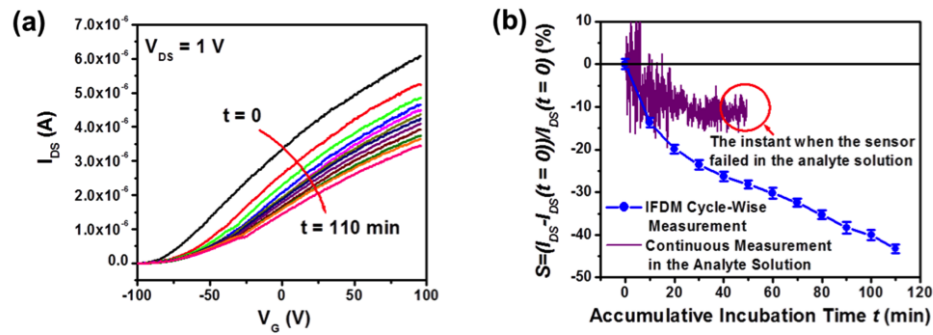 (a)
7.0x10⁻⁶
6.0x10⁻⁶
5.0x10⁻⁶
4.0x10⁻⁶
3.0x10⁻⁶
2.0x10⁻⁶
1.0x10⁻⁶
0.0
I_DS (A)
V_DS = 1 V
t = 0
t = 110 min
-100 -50 0 50 100
V_G (V)
(b)
10
0
-10
-20
-30
-40
-50
S=(I_DS-I_DS(t = 0))/I_DS(t = 0) (%)
The instant when the sensor
failed in the analyte solution
IFDM Cycle-Wise
Measurement
Continuous Measurement
in the Analyte Solution
0 20 40 60 80 100 120
Accumulative Incubation Time t (min)